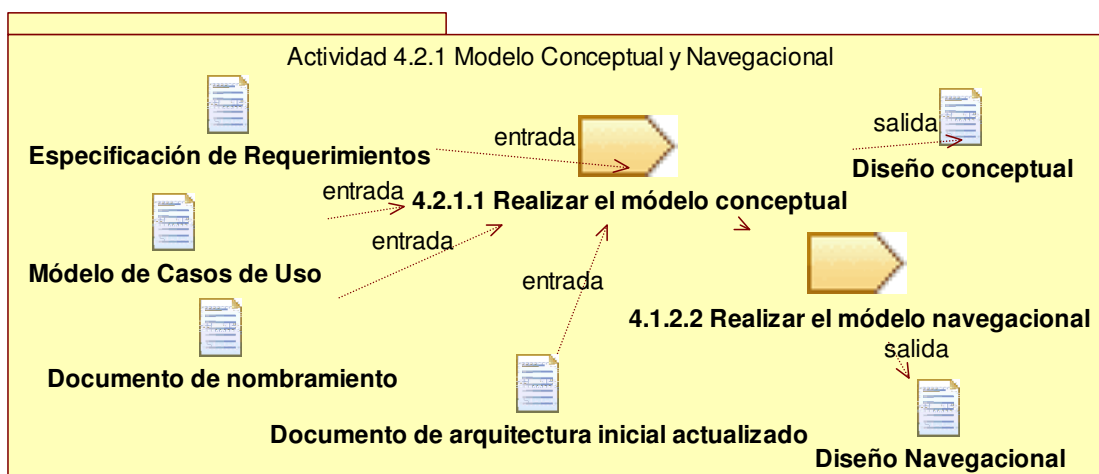 Actividad 4.2.1 Modelo Conceptual y Navegacional
entrada
salida
Especificación de Requerimientos
Diseño conceptual
entrada
4.2.1.1 Realizar el módelo conceptual
entrada
Módelo de Casos de Uso
entrada
4.1.2.2 Realizar el módelo navegacional
salida
Documento de nombramiento
Documento de arquitectura inicial actualizado
Diseño Navegacional